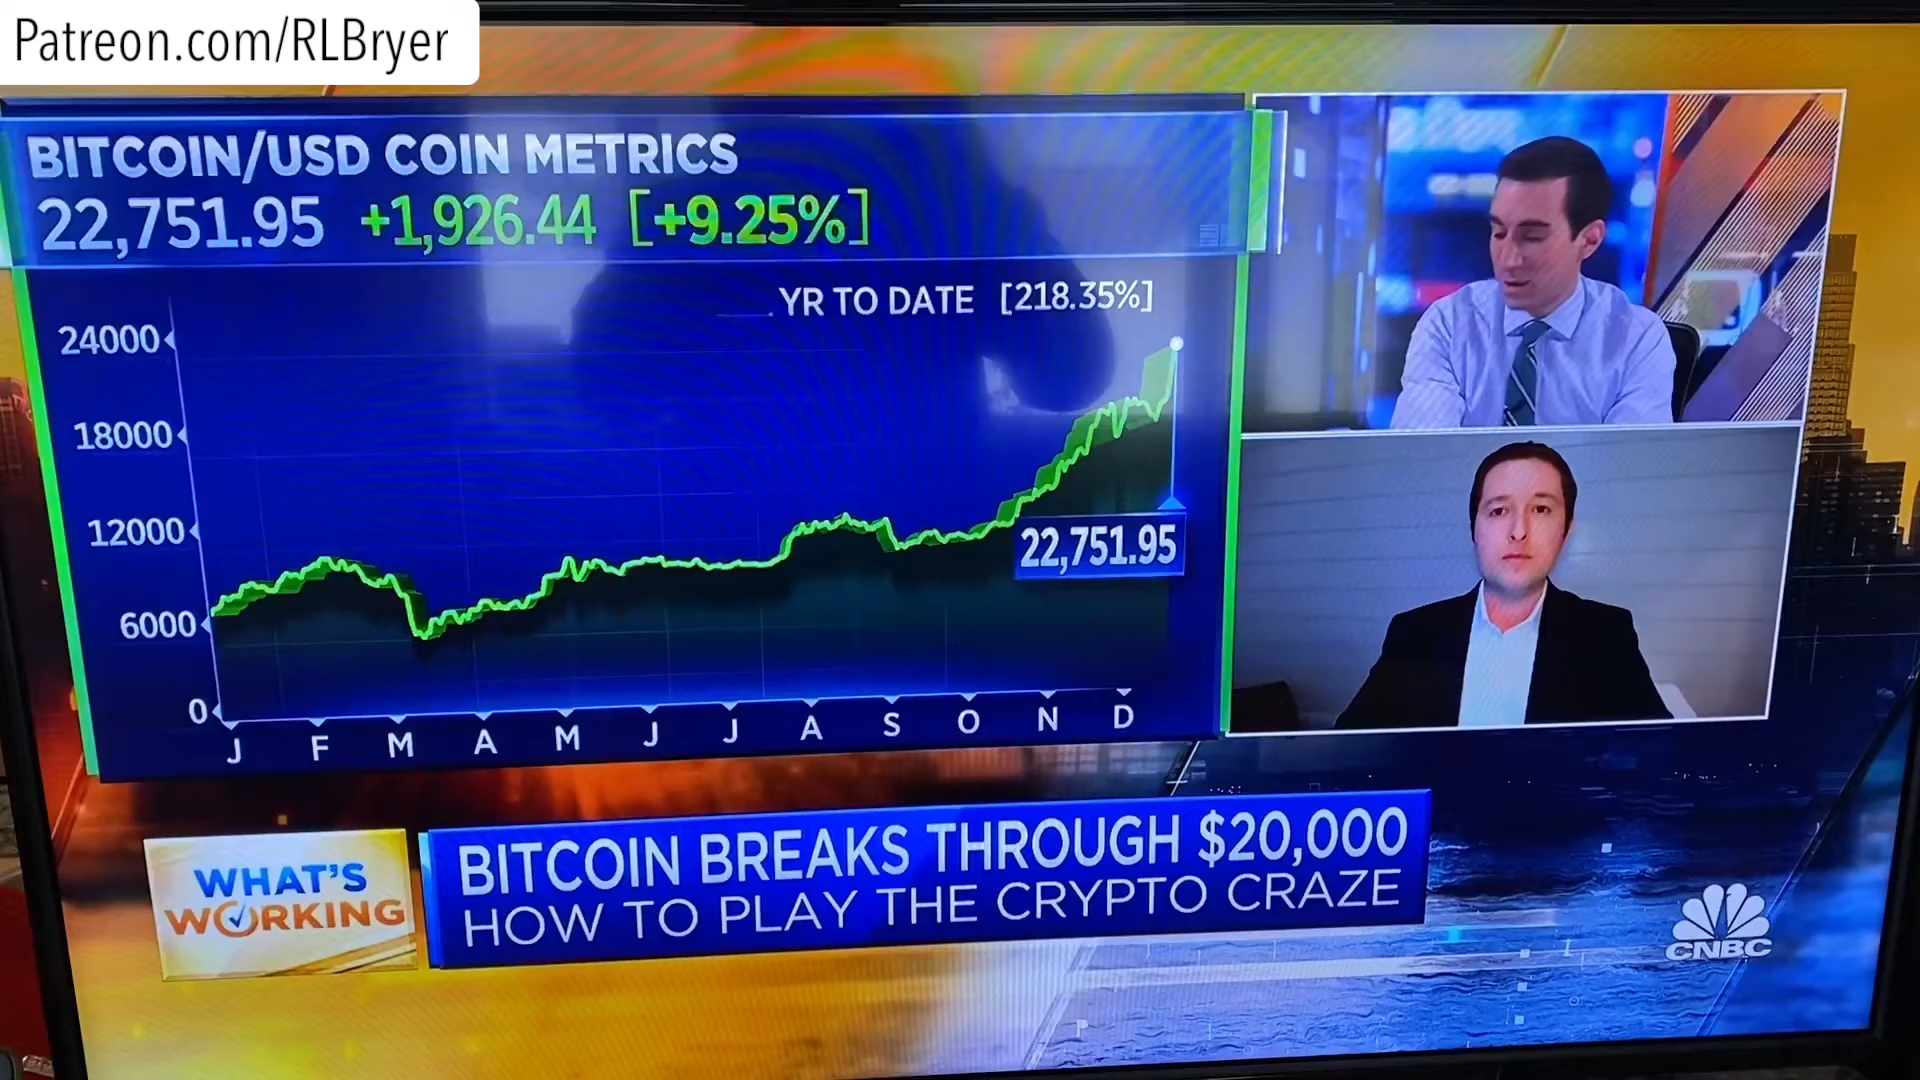 Patreon.com/RLBryer
BITCOIN/USD COIN METRICS
22,751.95 +1,926.44 [+9.25%]
YR TO DATE [218.35%]
24000
18000
12000
6000
0
22,751.95
J F M A M J J A S O N D
WHAT'S
WORKING
BITCOIN BREAKS THROUGH $20,000
HOW TO PLAY THE CRYPTO CRAZE
CNBC